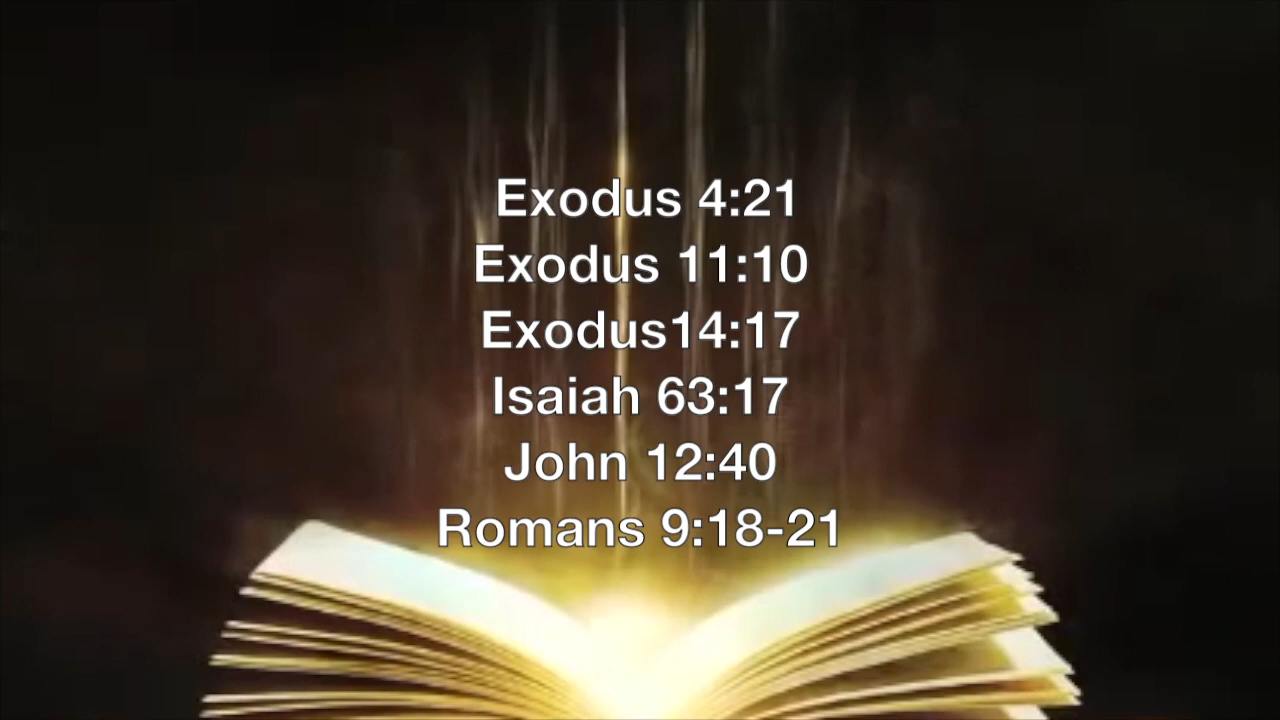 Exodus 4:21
Exodus 11:10
Exodus14:17
Isaiah 63:17
John 12:40
Romans 9:18-21